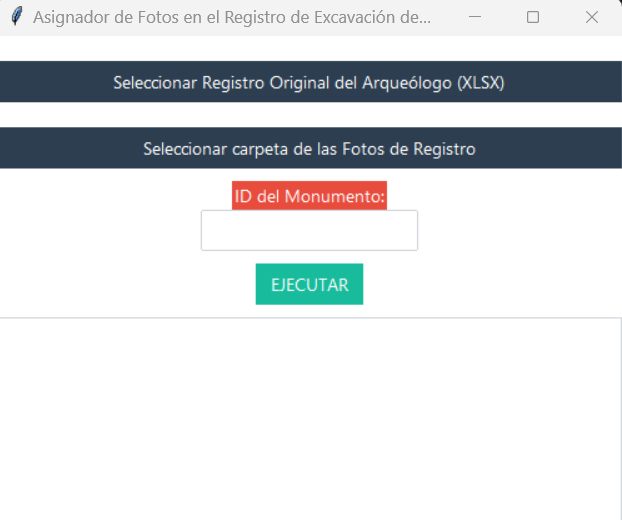 Asignador de Fotos en el Registro de Excavación de...
Seleccionar Registro Original del Arqueólogo (XLSX)
Seleccionar carpeta de las Fotos de Registro
ID del Monumento:
EJECUTAR